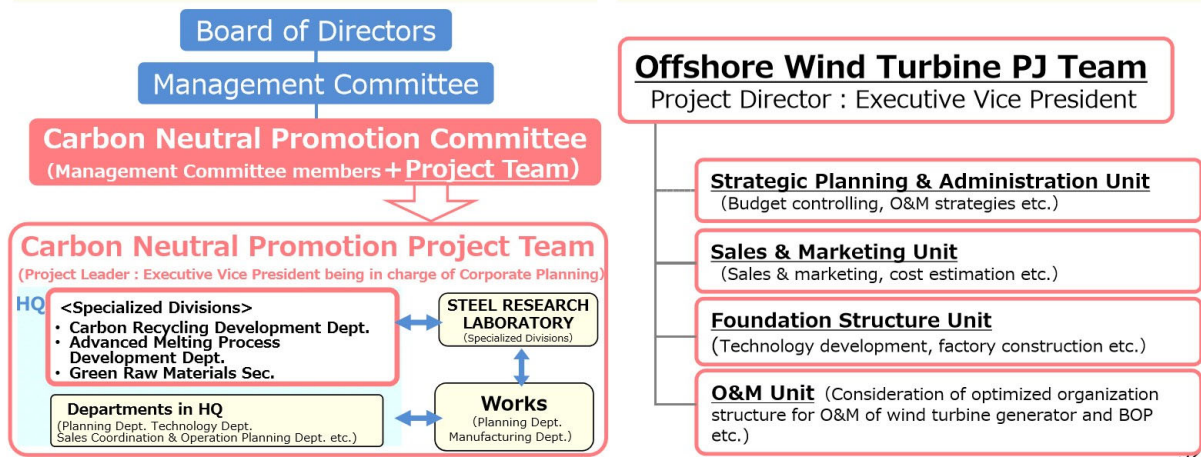 Board of Directors
Management Committee
Carbon Neutral Promotion Committee
(Management Committee members + Project Team)
Carbon Neutral Promotion Project Team
(Project Leader : Executive Vice President being in charge of Corporate Planning)
HQ
<Specialized Divisions>
・ Carbon Recycling Development Dept.
・ Advanced Melting Process
Development Dept.
・ Green Raw Materials Sec.
STEEL RESEARCH
LABORATORY
(Specialized Divisions)
Departments in HQ
(Planning Dept. Technology Dept.
Sales Coordination & Operation Planning Dept. etc.)
Works
(Planning Dept.
Manufacturing Dept.)
Offshore Wind Turbine PJ Team
Project Director : Executive Vice President
Strategic Planning & Administration Unit
(Budget controlling, O&M strategies etc.)
Sales & Marketing Unit
(Sales & marketing, cost estimation etc.)
Foundation Structure Unit
(Technology development, factory construction etc.)
O&M Unit (Consideration of optimized organization
structure for O&M of wind turbine generator and BOP
etc.)